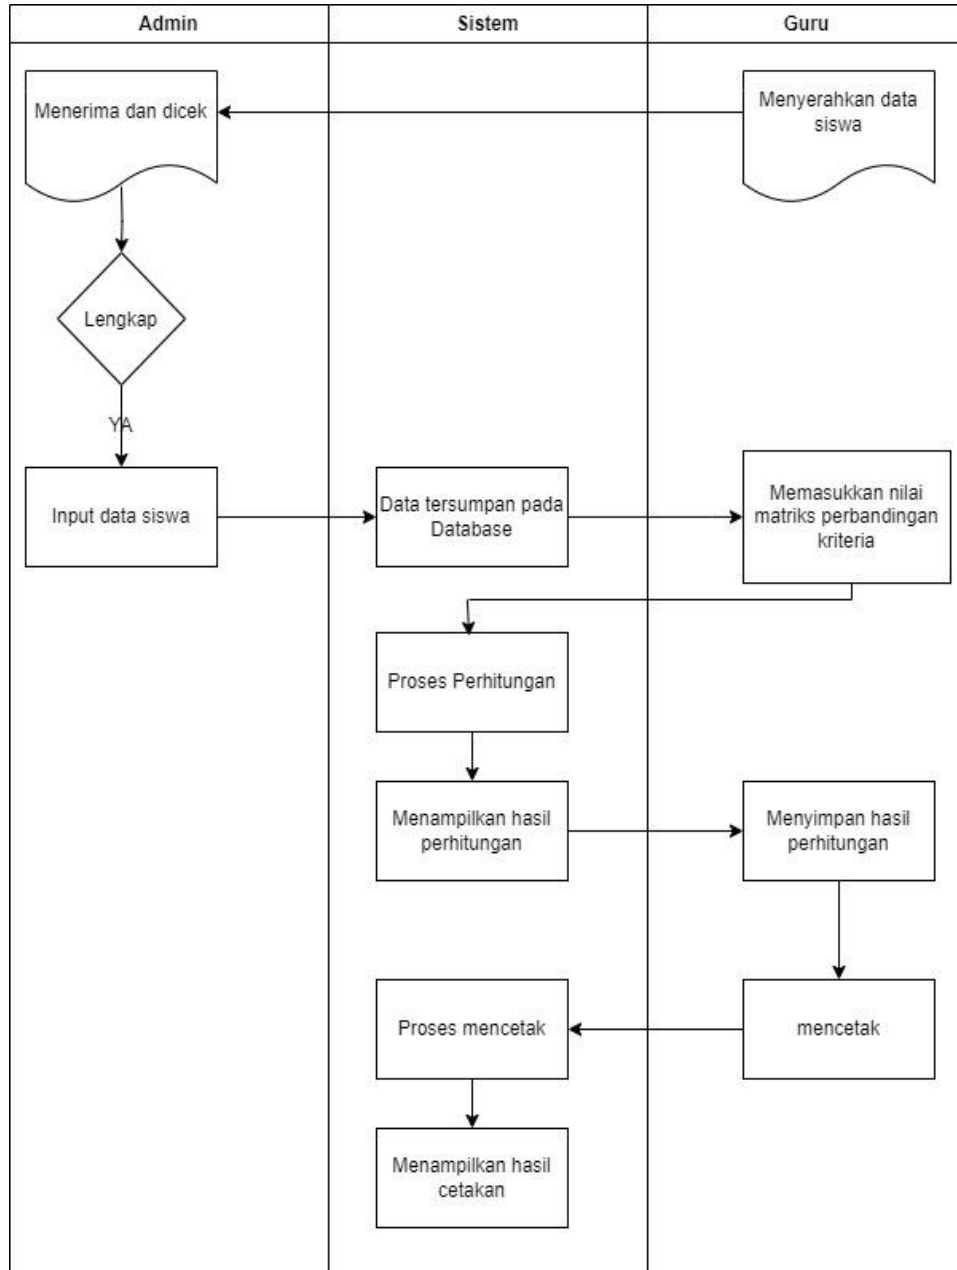 Admin
Sistem
Guru
Menerima dan dicek
Menyerahkan data
siswa
Lengkap
YA
Input data siswa
Data tersumpan pada
Database
Memasukkan nilai
matriks perbandingan
kriteria
Proses Perhitungan
Menampilkan hasil
perhitungan
Menyimpan hasil
perhitungan
Proses mencetak
mencetak
Menampilkan hasil
cetakan